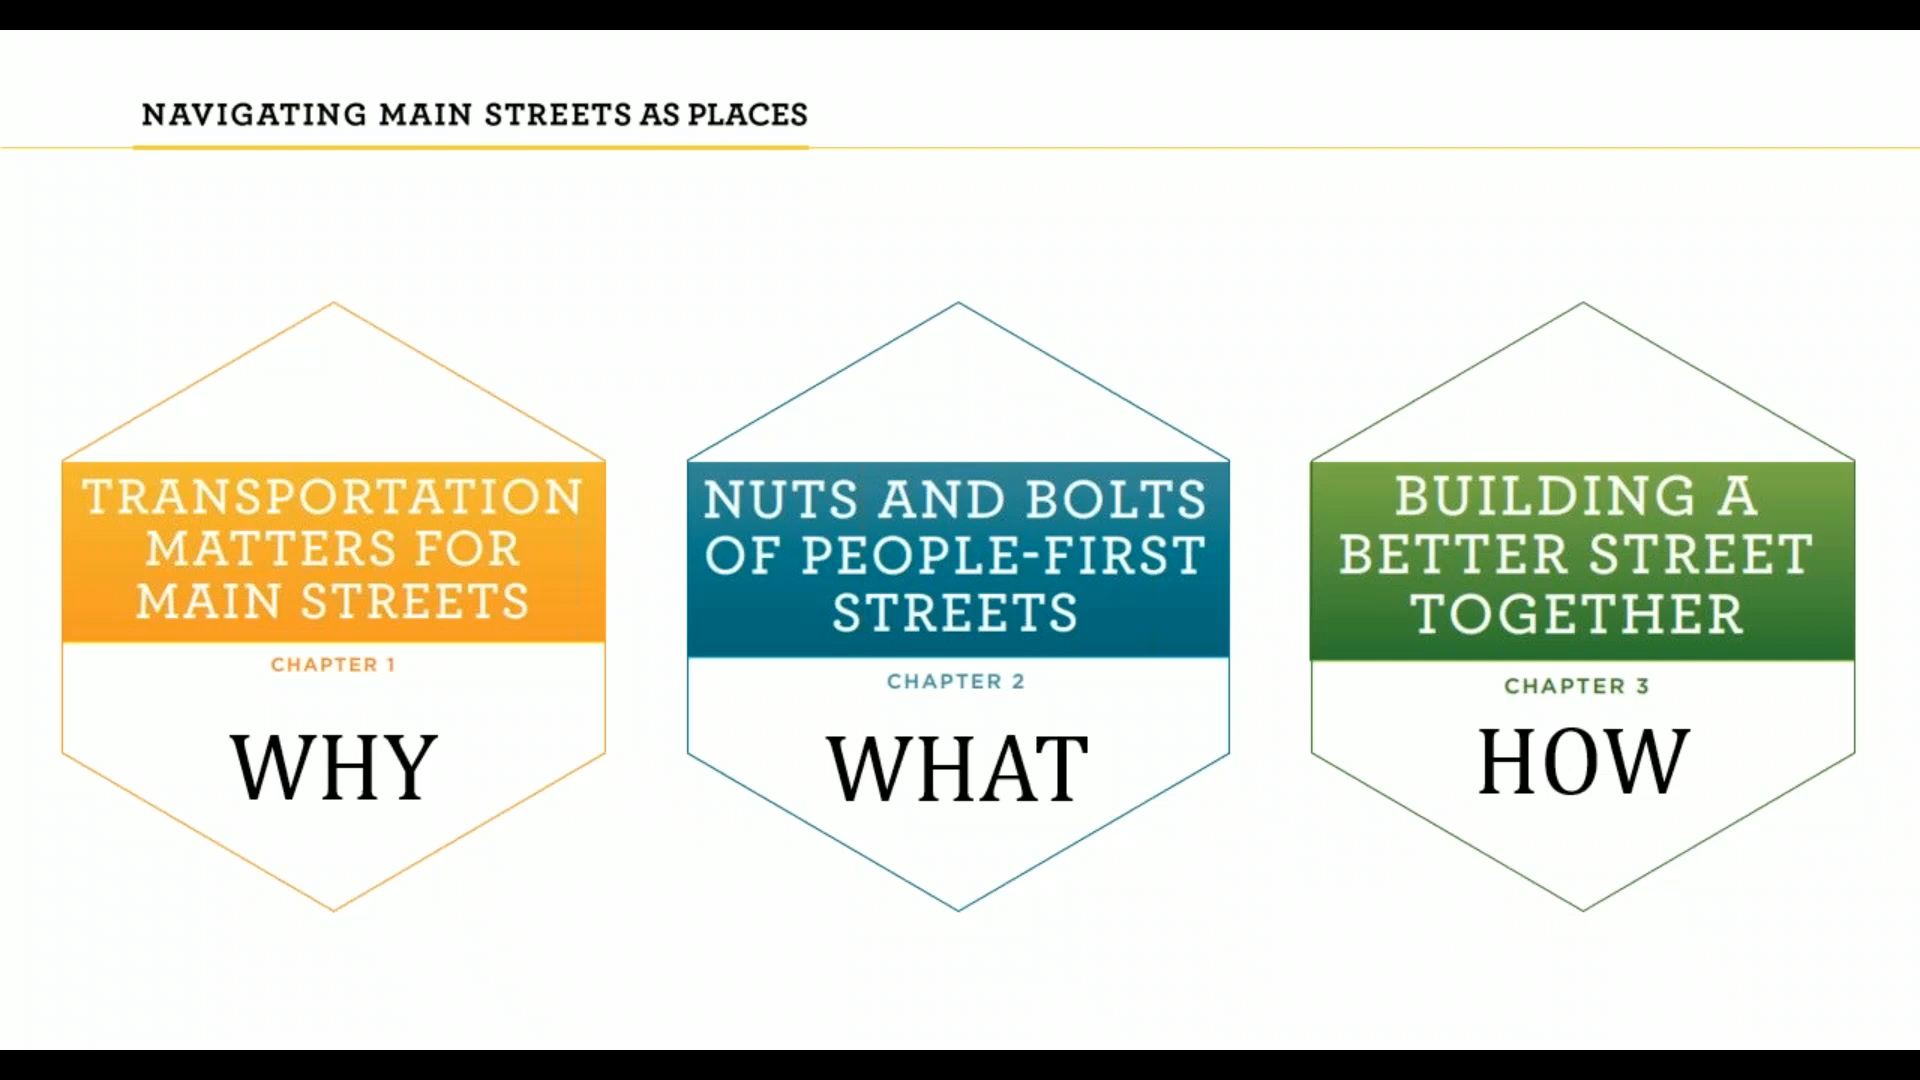 NAVIGATING MAIN STREETS AS PLACES
TRANSPORTATION
MATTERS FOR
MAIN STREETS
CHAPTER 1
WHY
NUTS AND BOLTS
OF PEOPLE-FIRST
STREETS
CHAPTER 2
WHAT
BUILDING A
BETTER STREET
TOGETHER
CHAPTER 3
HOW